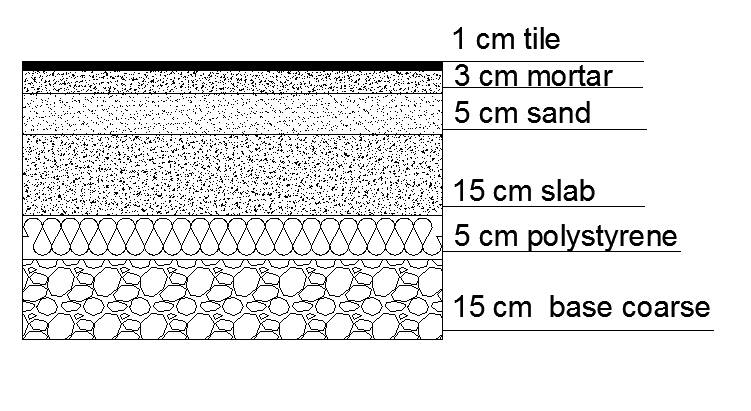 1 cm tile
3 cm mortar
5 cm sand
15 cm slab
5 cm polystyrene
15 cm base coarse